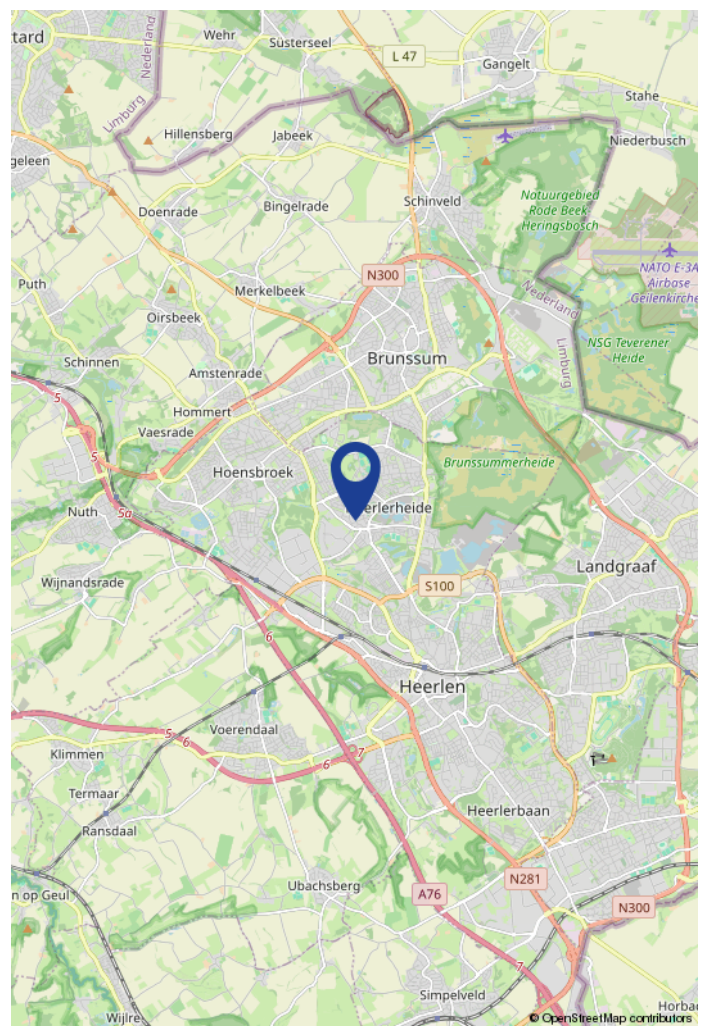 Wehr
Süsterseel
L 47
Gangelt
tard
Nederland
Limburg
Stahe
Hillensberg
Jabeek
Niederbusch
geleen
Doenrade
Bingelrade
Schinveld
Natuurgebied
Rode Beek
Heringsbosch
NATO E-3A
Airbase
Geilenkirche
Puth
Merkelbeek
N300
Nederland
Limburg
Oirsbeek
NSG Teverener
Heide
Schinnen
Brunssum
Amstenrade
5
Hommert
Vaesrade
5
Hoensbroek
Brunssummerheide
Nuth
5a
erlerheide
Wijnandsrade
S100
Landgraaf
6
Heerlen
5
6
Voerendaal
7
6
Klimmen
Termaar
Ransdaal
Heerlerbaan
Ubachsberg
A76
N281
n op Geul
N300
7
Simpelveld
Horba
Wijlre
© OpenStreetMap contributors